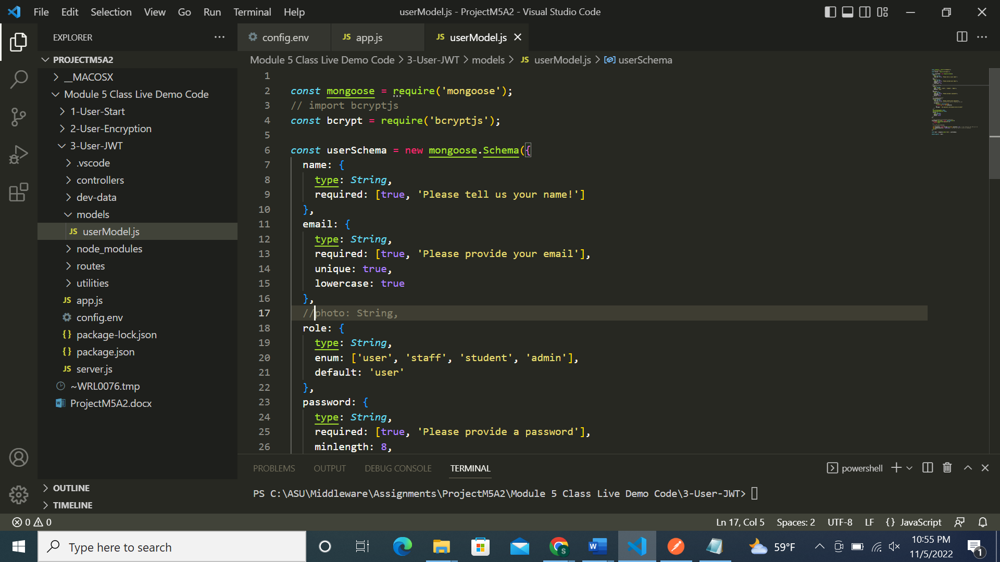 File Edit Selection View Go Run Terminal Help
userModel.js - ProjectM5A2 - Visual Studio Code
EXPLORER
PROJECTM5A2
__MACOSX
Module 5 Class Live Demo Code
1-User-Start
2-User-Encryption
3-User-JWT
.vscode
controllers
dev-data
models
JS userModel.js
node_modules
routes
utilities
JS app.js
config.env
{} package-lock.json
{} package.json
JS server.js
~WRL0076.tmp
ProjectM5A2.docx
OUTLINE
TIMELINE
config.env
JS app.js
JS userModel.js
Module 5 Class Live Demo Code > 3-User-JWT > models > JS userModel.js > userSchema
1
2 const mongoose = require('mongoose');
3 // import bcryptjs
4 const bcrypt = require('bcryptjs');
5
6 const userSchema = new mongoose.Schema({
7 name: {
8 type: String,
9 required: [true, 'Please tell us your name!']
10 },
11 email: {
12 type: String,
13 required: [true, 'Please provide your email'],
14 unique: true,
15 lowercase: true
16 },
17 //photo: String,
18 role: {
19 type: String,
20 enum: ['user', 'staff', 'student', 'admin'],
21 default: 'user'
22 },
23 password: {
24 type: String,
25 required: [true, 'Please provide a password'],
26 minlength: 8,
PROBLEMS OUTPUT DEBUG CONSOLE TERMINAL
powershell
PS C:\ASU\Middleware\Assignments\ProjectM5A2\Module 5 Class Live Demo Code\3-User-JWT>
0 0
Ln 17, Col 5 Spaces: 2 UTF-8 LF {} JavaScript
Type here to search
59°F
10:55 PM
11/5/2022
1